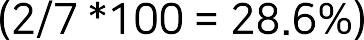 (2/7 *100 = 28.6%)